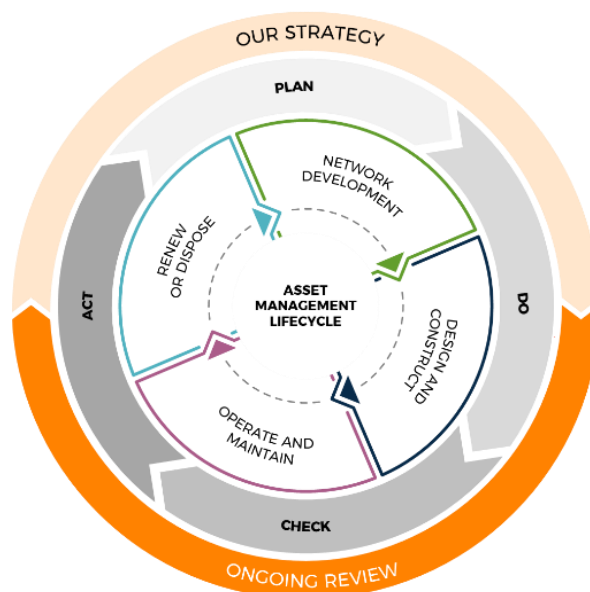 OUR STRATEGY
PLAN
NETWORK
DEVELOPMENT
RENEW
OR DISPOSE
ASSET
MANAGEMENT
LIFECYCLE
ACT
DO
DESIGN AND
CONSTRUCT
OPERATE AND
MAINTAIN
CHECK
ONGOING REVIEW